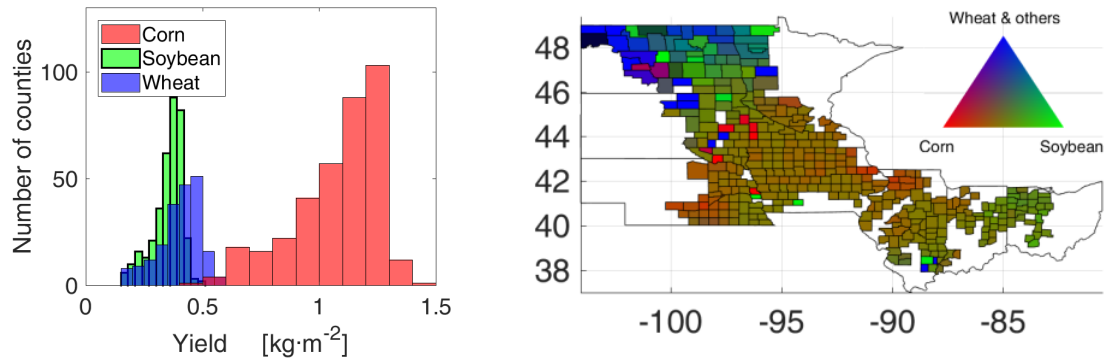 Corn
Soybean
Wheat
100
50
0
0
0.5
1
1.5
Number of counties
Yield [kg·m⁻²]
Wheat & others
Corn
Soybean
48
46
44
42
40
38
-100
-95
-90
-85